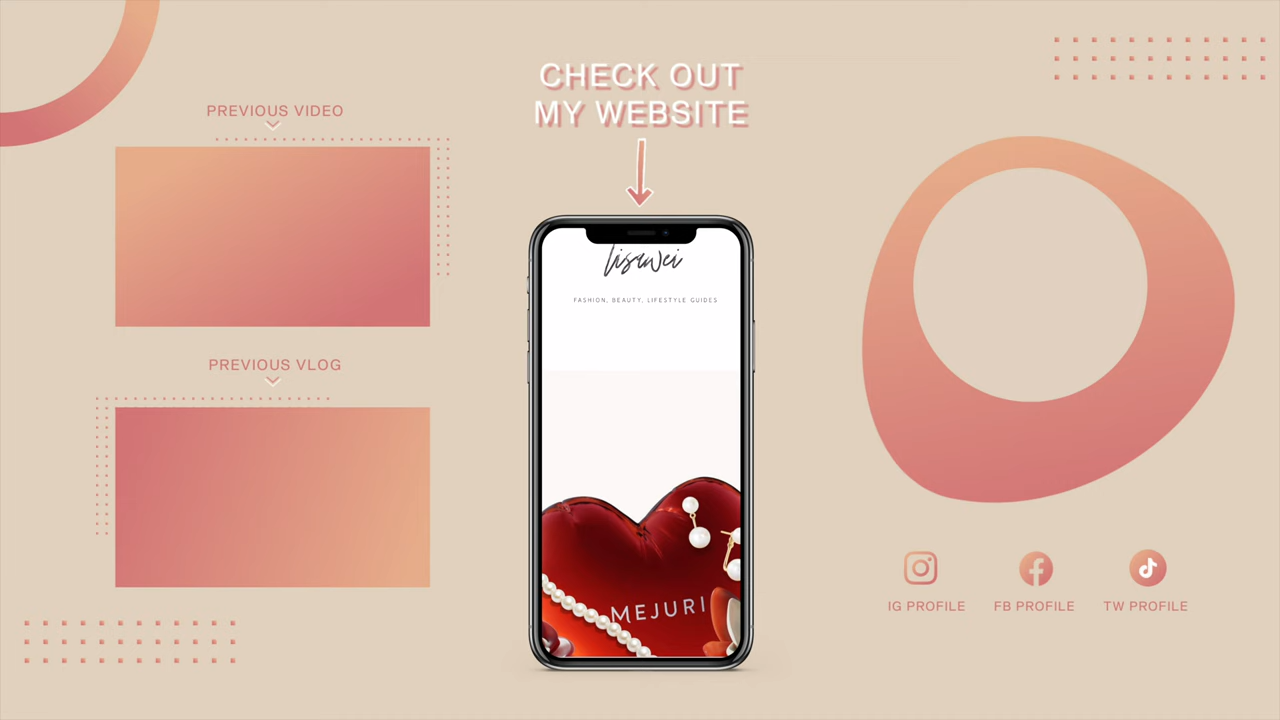 CHECK OUT
MY WEBSITE
PREVIOUS VIDEO
PREVIOUS VLOG
lisawei
FASHION, BEAUTY, LIFESTYLE GUIDES
MEJURI
IG PROFILE
FB PROFILE
TW PROFILE